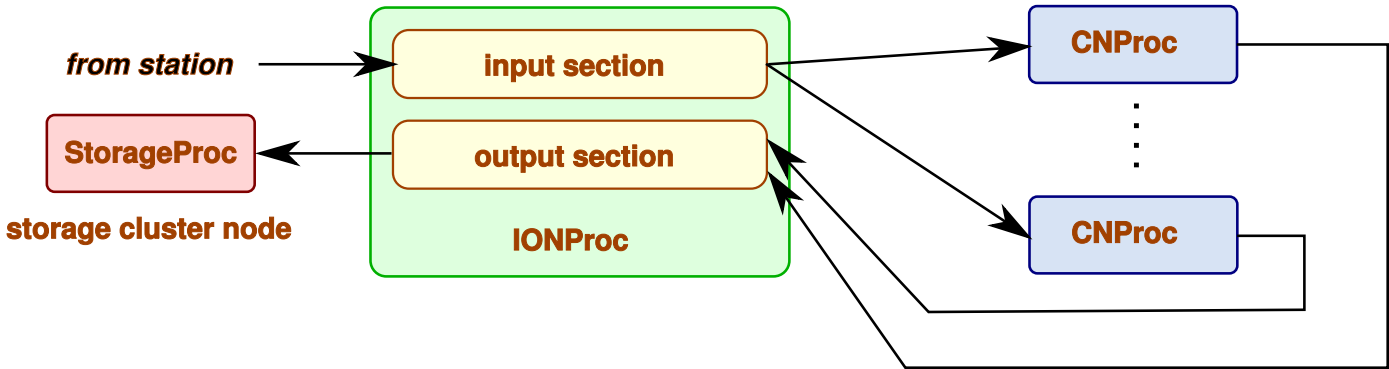 from station
input section
CNProc
StorageProc
output section
storage cluster node
IONProc
CNProc